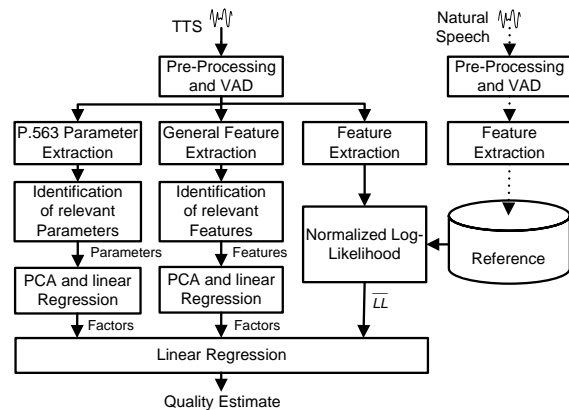 TTS
Natural
Speech
Pre-Processing
and VAD
Pre-Processing
and VAD
P.563 Parameter
Extraction
General Feature
Extraction
Feature
Extraction
Feature
Extraction
Identification
of relevant
Parameters
Identification
of relevant
Features
Normalized Log-
Likelihood
Reference
Parameters
Features
PCA and linear
Regression
PCA and linear
Regression
LL
Factors
Factors
Linear Regression
Quality Estimate